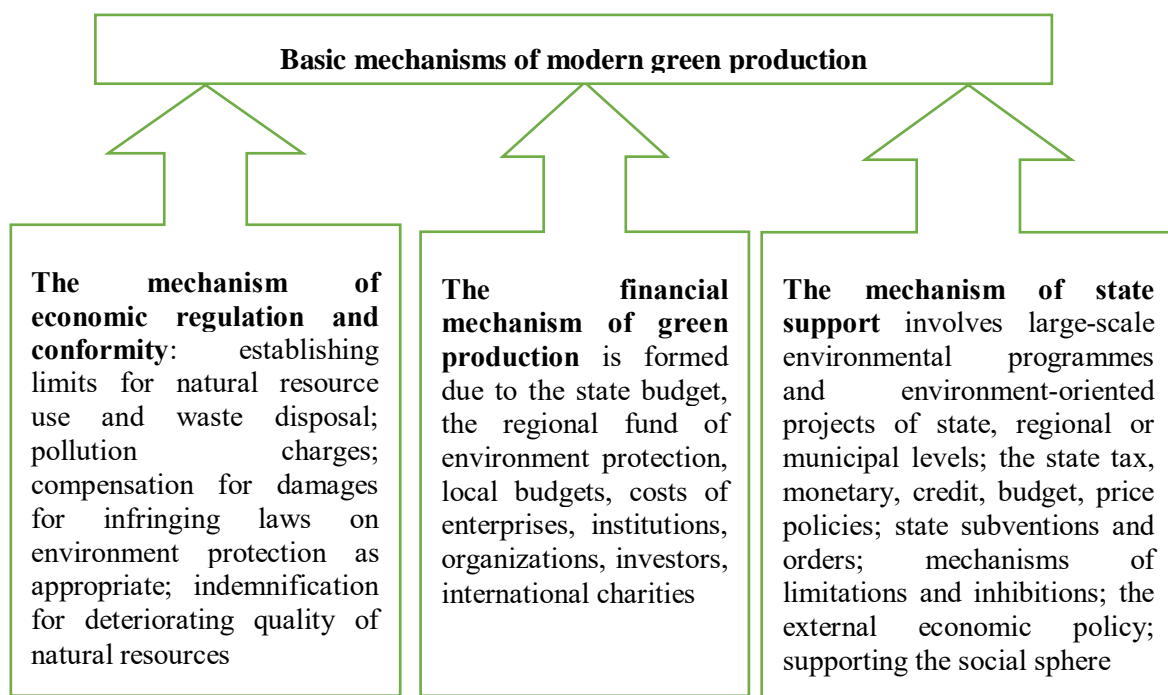 Basic mechanisms of modern green production
The mechanism of
economic regulation and
conformity: establishing
limits for natural resource
use and waste disposal;
pollution charges;
compensation for damages
for infringing laws on
environment protection as
appropriate; indemnification
for deteriorating quality of
natural resources
The financial
mechanism of green
production is formed
due to the state budget,
the regional fund of
environment protection,
local budgets, costs of
enterprises, institutions,
organizations, investors,
international charities
The mechanism of state
support involves large-scale
environmental programmes
and environment-oriented
projects of state, regional or
municipal levels; the state tax,
monetary, credit, budget, price
policies; state subventions and
orders; mechanisms of
limitations and inhibitions; the
external economic policy;
supporting the social sphere